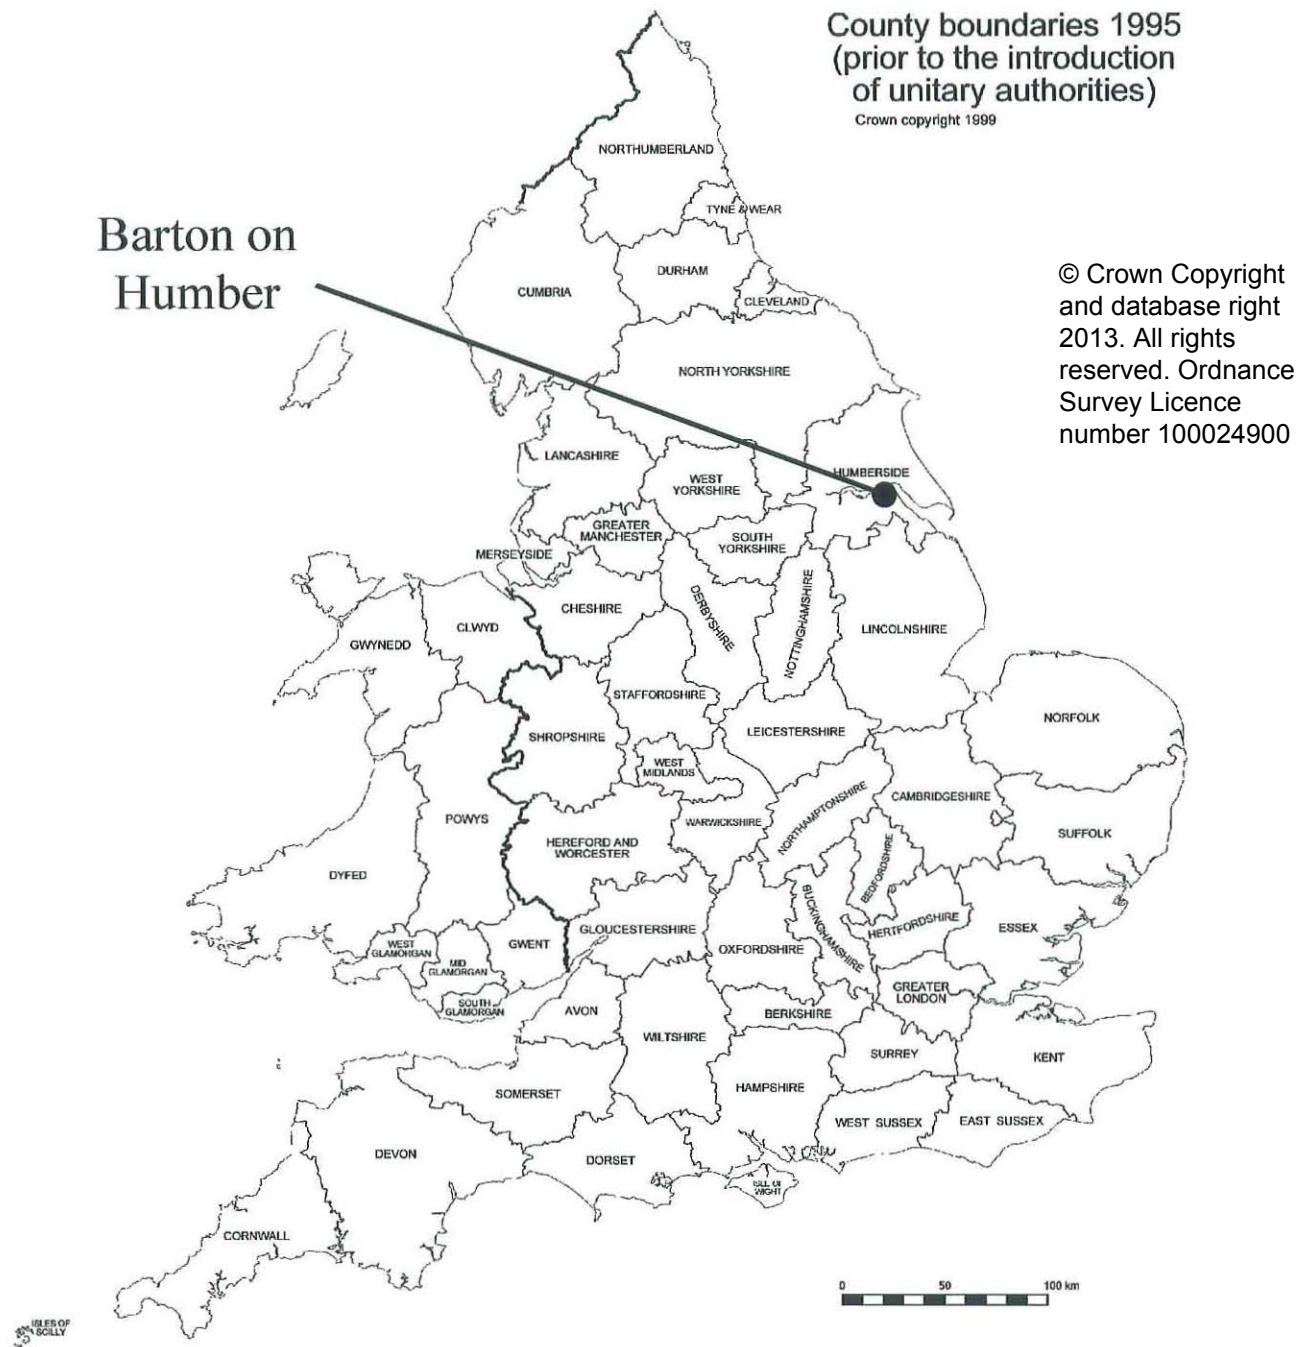 County boundaries 1995
(prior to the introduction
of unitary authorities)
Crown copyright 1999
NORTHUMBERLAND
TYNE & WEAR
Barton on
Humber
DURHAM
CUMBRIA
CLEVELAND
© Crown Copyright
and database right
2013. All rights
reserved. Ordnance
Survey Licence
number 100024900
NORTH YORKSHIRE
LANCASHIRE
HUMBERSIDE
WEST
YORKSHIRE
GREATER
MANCHESTER
SOUTH
YORKSHIRE
MERSEYSIDE
CHESHIRE
DERBYSHIRE
NOTTINGHAMSHIRE
LINCOLNSHIRE
CLWYD
GWYNEDD
STAFFORDSHIRE
NORFOLK
SHROPSHIRE
LEICESTERSHIRE
WEST
MIDLANDS
CAMBRIDGESHIRE
NORTHAMPTONSHIRE
POWYS
WARWICKSHIRE
SUFFOLK
HEREFORD AND
WORCESTER
BEDFORDSHIRE
DYFED
BUCKINGHAMSHIRE
HERTFORDSHIRE
ESSEX
GLOUCESTERSHIRE
OXFORDSHIRE
WEST
GLAMORGAN
GWENT
MID
GLAMORGAN
SOUTH
GLAMORGAN
GREATER
LONDON
AVON
BERKSHIRE
WILTSHIRE
SURREY
KENT
SOMERSET
HAMPSHIRE
WEST SUSSEX
EAST SUSSEX
DEVON
DORSET
ISLE OF
WIGHT
CORNWALL
0 50 100 km
ISLES OF
SCILLY